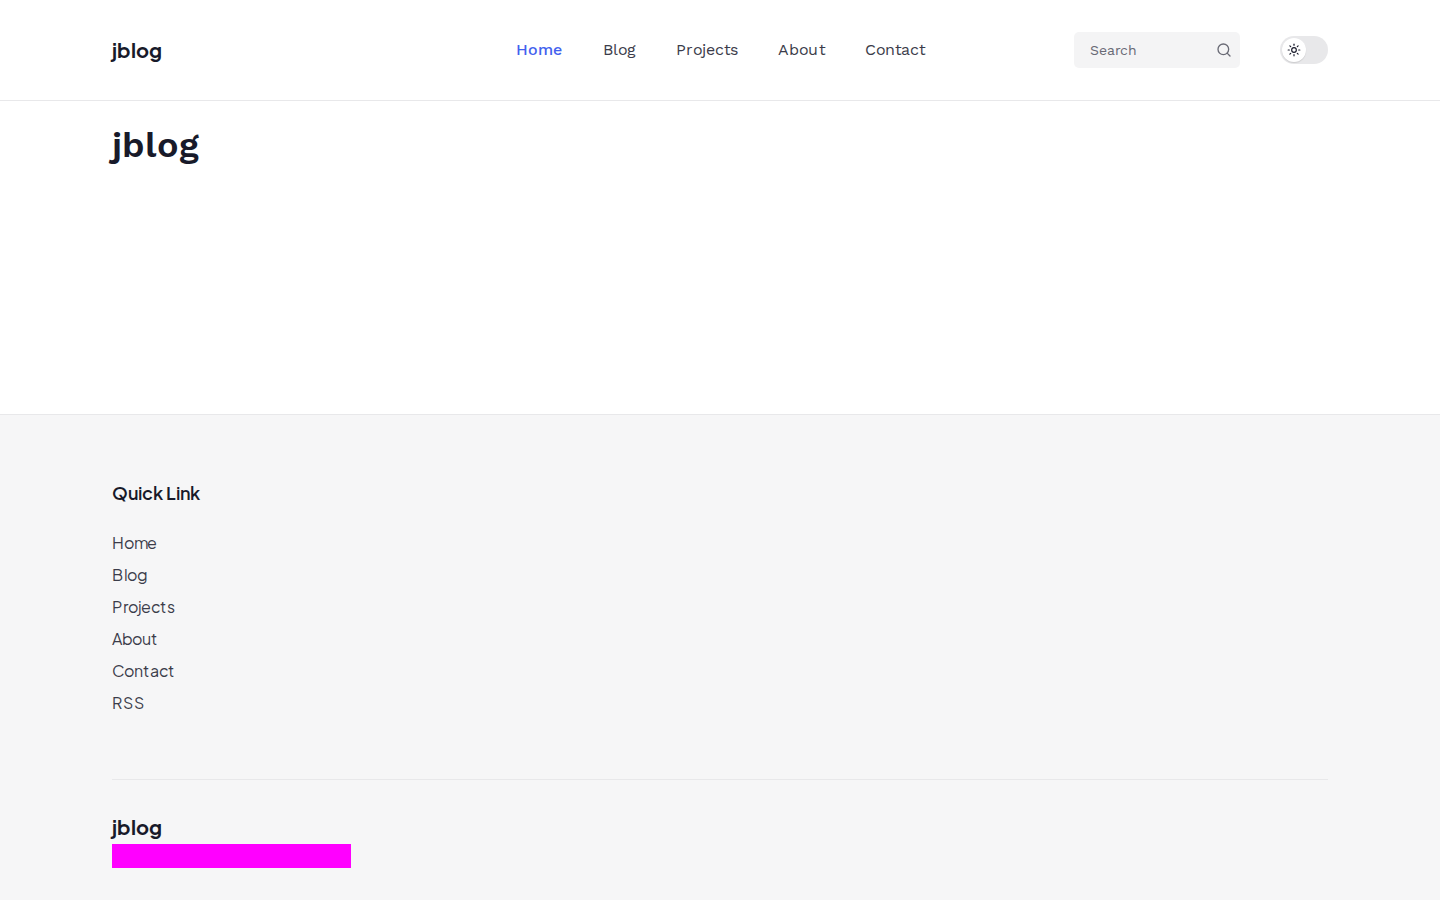 jblog
Home
Blog
Projects
About
Contact
Search
jblog
Quick Link
Home
Blog
Projects
About
Contact
RSS
jblog